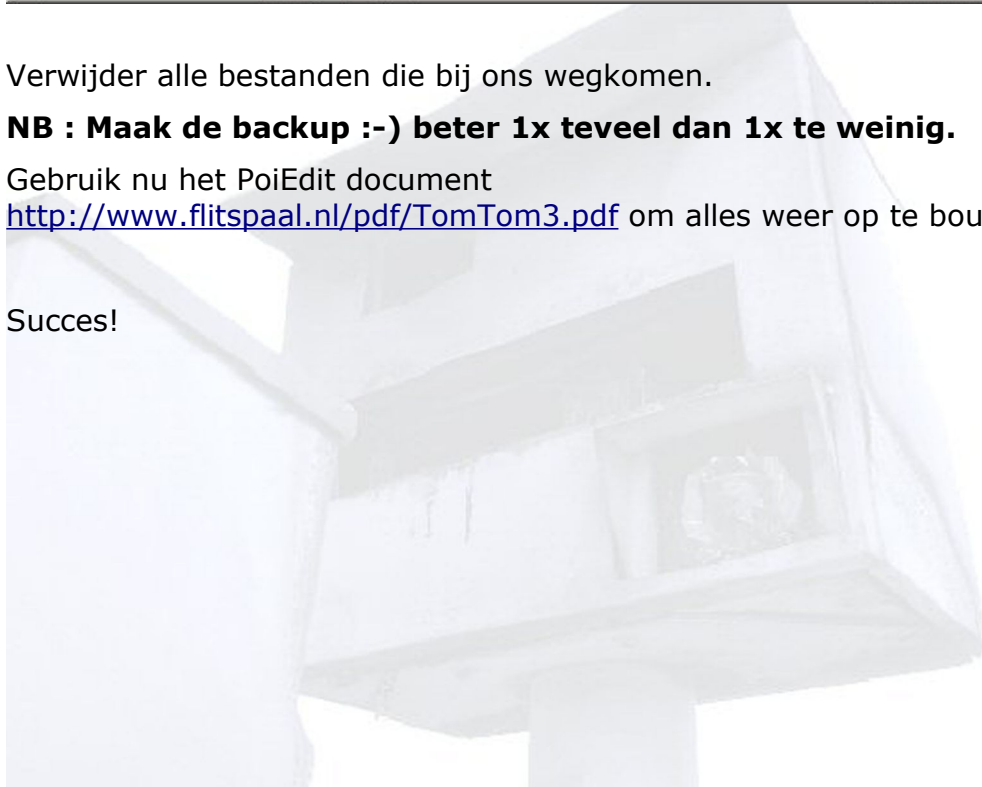 Verwijder alle bestanden die bij ons wegkomen.
NB : Maak de backup :-) beter 1x teveel dan 1x te weinig.
Gebruik nu het PoiEdit document
http://www.flitspaal.nl/pdf/TomTom3.pdf om alles weer op te bou
Succes!